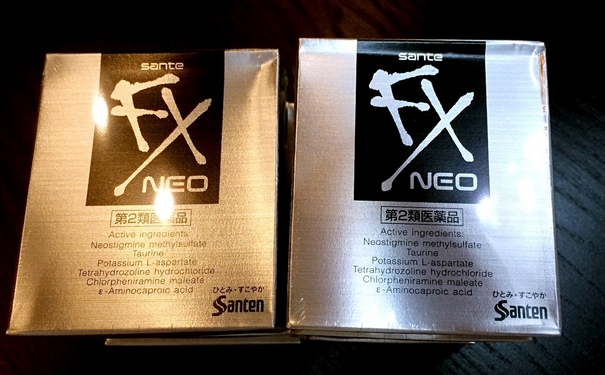 sante
FX
NEO
第2類医薬品
Active ingredients:
Neostigmine methylsulfate
Taurine
Potassium L-aspartate
Tetrahydrozoline hydrochloride
Chlorpheniramine maleate
ε-Aminocaproic acid
ひとみ・すこやか
Santen
sante
FX
NEO
第2類医薬品
Active ingredients:
Neostigmine methylsulfate
Taurine
Potassium L-aspartate
Tetrahydrozoline hydrochloride
Chlorpheniramine maleate
ε-Aminocaproic acid
ひとみ・すこやか
Santen